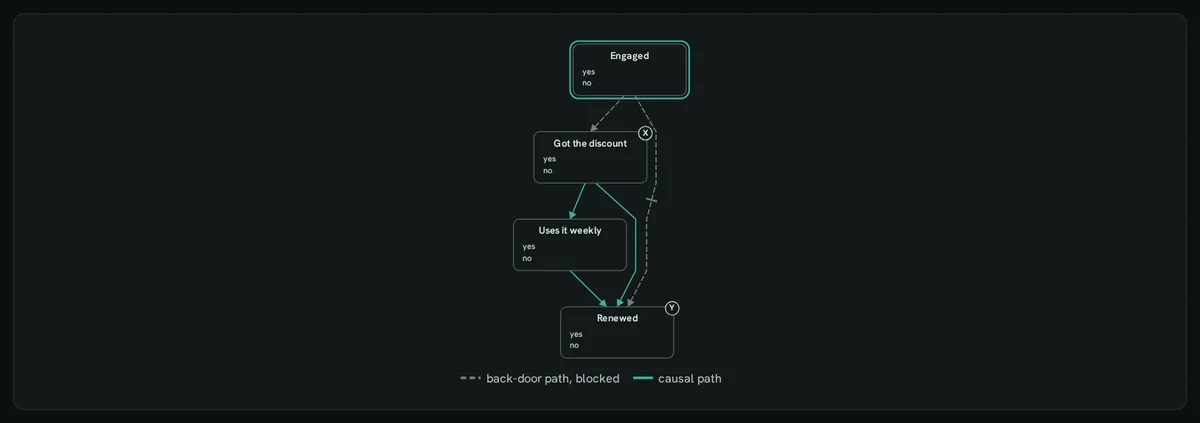 Engaged
yes
no
X
Got the discount
yes
no
Uses it weekly
yes
no
Y
Renewed
yes
no
back-door path, blocked
causal path